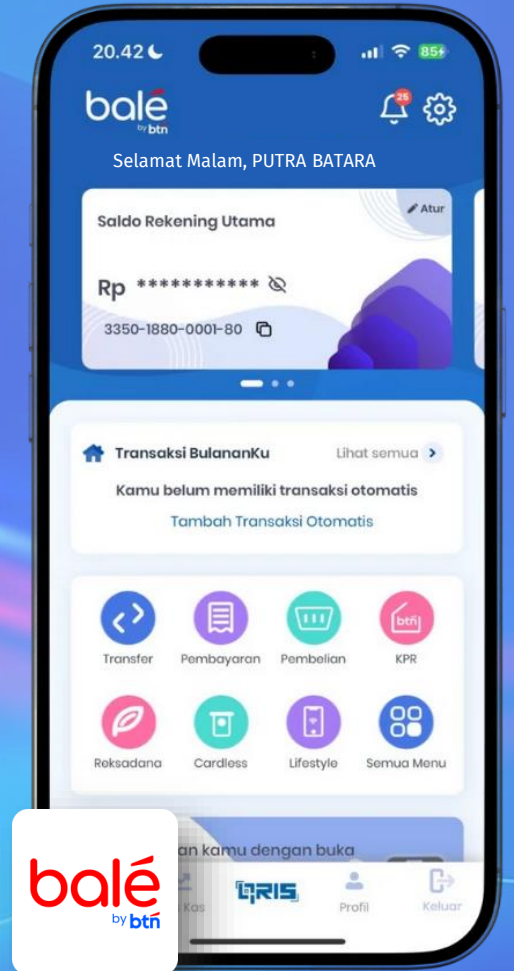 20.42
85
balé
by btn
25
Selamat Malam, PUTRA BATARA
Saldo Rekening Utama
Atur
Rp ***********
3350-1880-0001-80
Transaksi BulananKu
Lihat semua
Kamu belum memiliki transaksi otomatis
Tambah Transaksi Otomatis
btn
Transfer
Pembayaran
Pembelian
KPR
Reksadana
Cardless
Lifestyle
Semua Menu
kamu dengan buka
QRIS
Kas
Profil
Keluar
balé
by btn